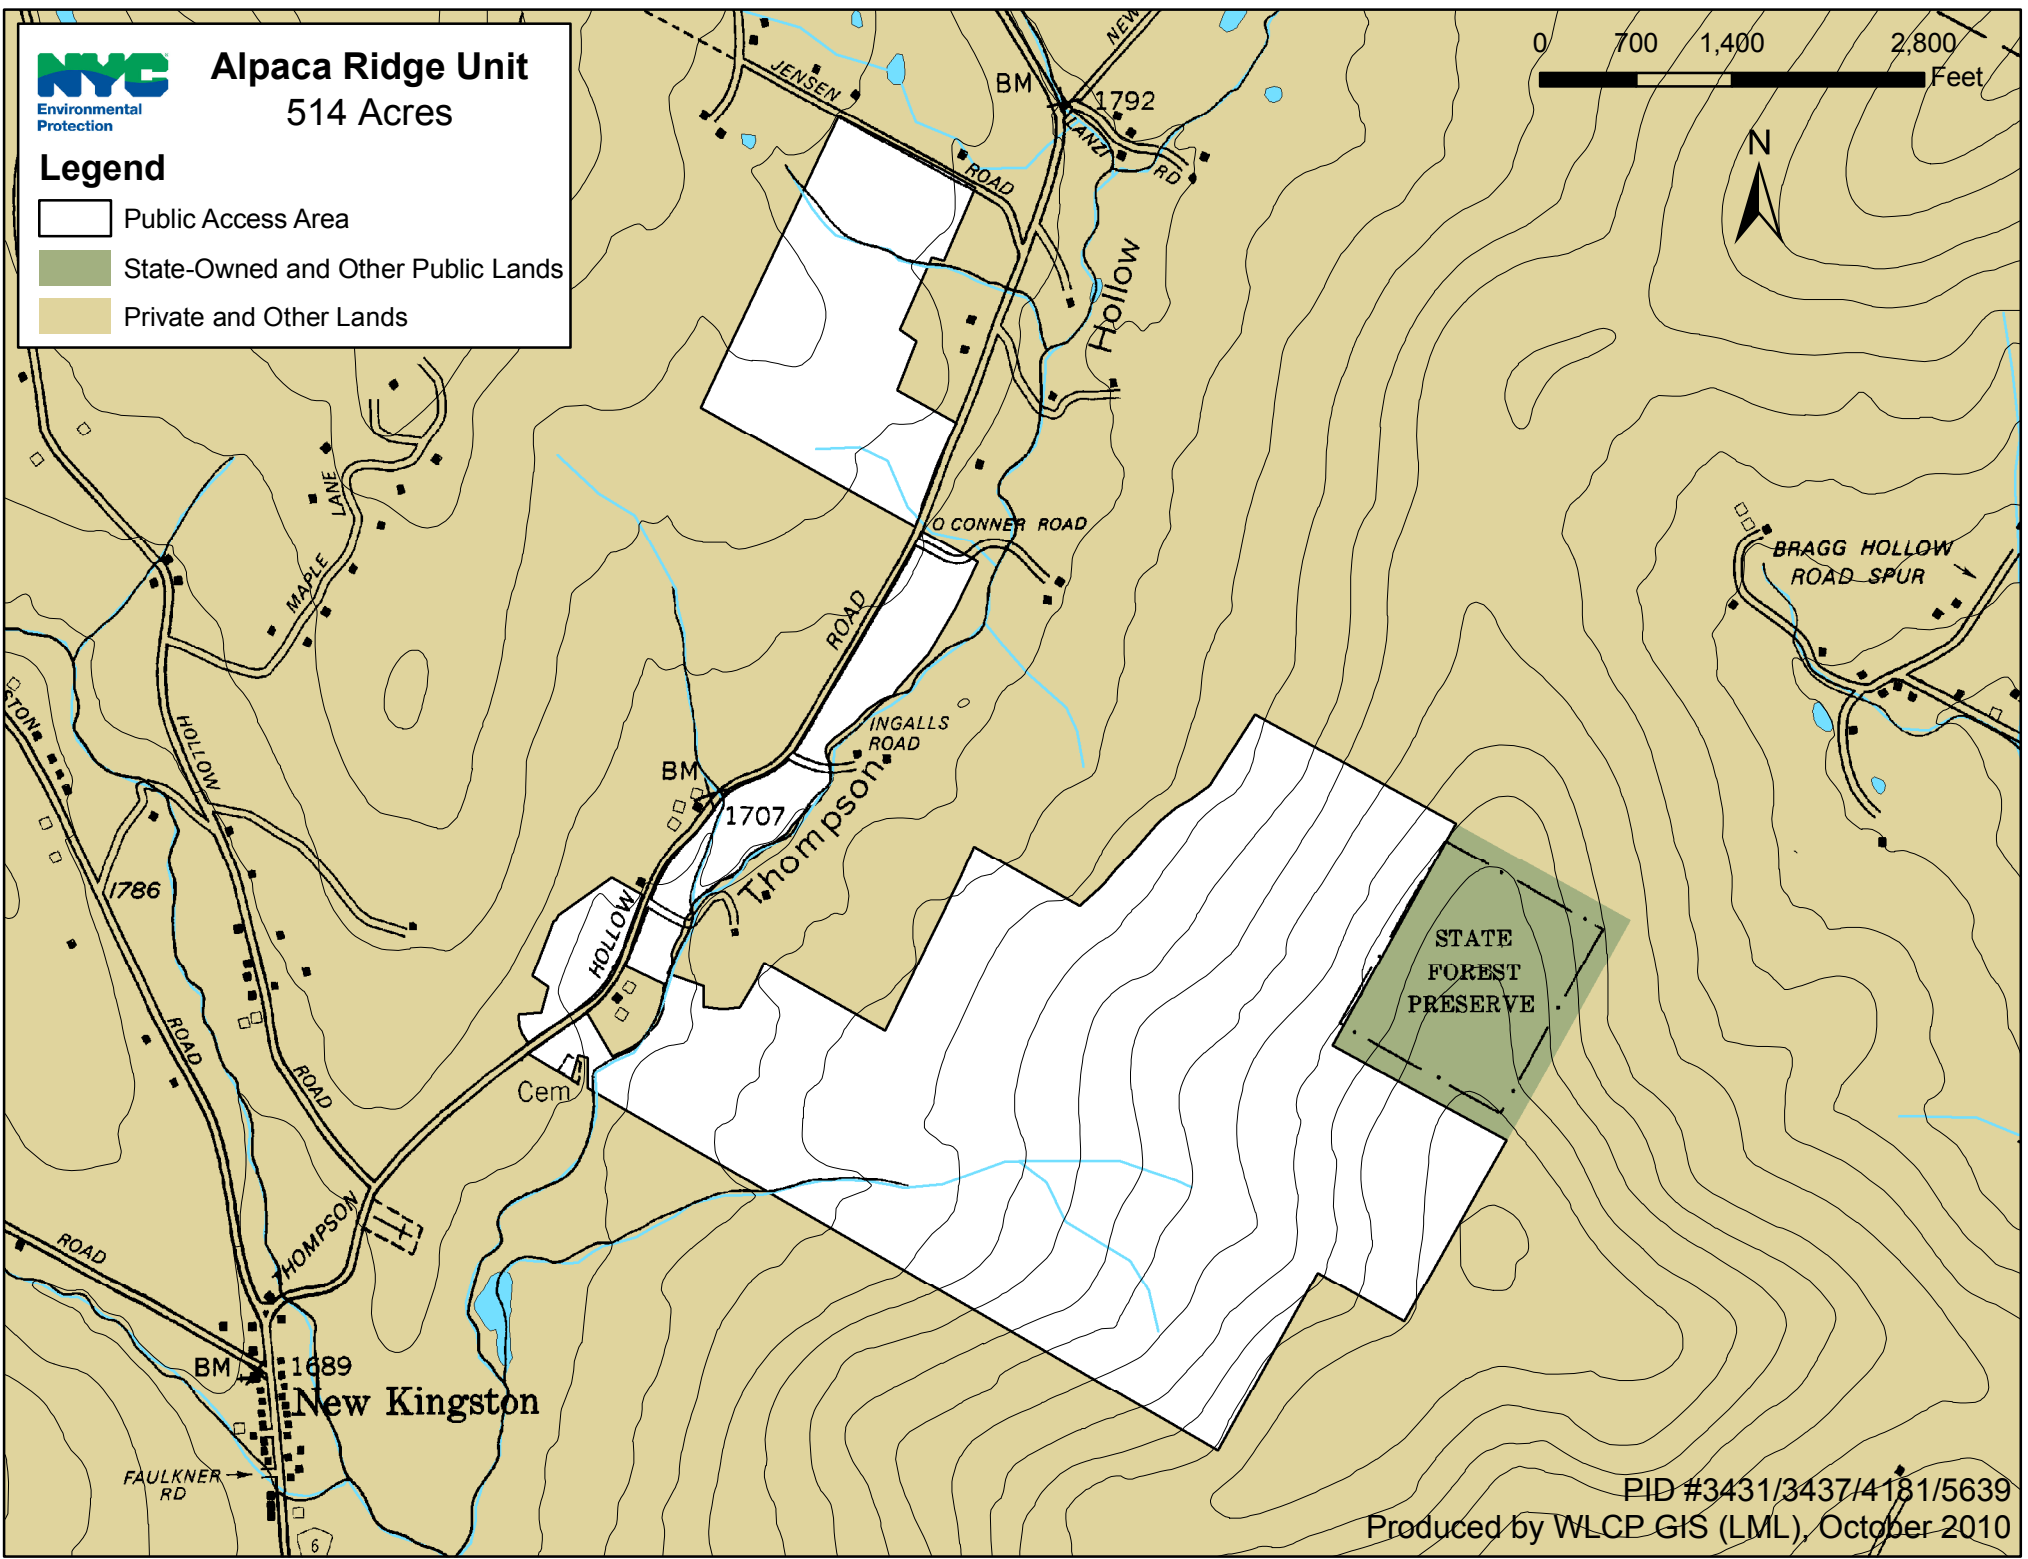 NYC
Environmental
Protection
Alpaca Ridge Unit
514 Acres
Legend
Public Access Area
State-Owned and Other Public Lands
Private and Other Lands
0 700 1,400 2,800
Feet
N
JENSEN
ROAD
BM
NEW
1792
LANZI
RD
Hollow
LANE
MAPLE
O CONNER ROAD
ROAD
BRAGG HOLLOW
ROAD SPUR
STON
HOLLOW
INGALLS
ROAD
BM
1707
Thompson
1786
HOLLOW
STATE
FOREST
PRESERVE
ROAD
ROAD
Cem
THOMPSON
ROAD
BM
1689
New Kingston
FAULKNER
RD
6
PID #3431/3437/4181/5639
Produced by WLCP GIS (LML), October 2010